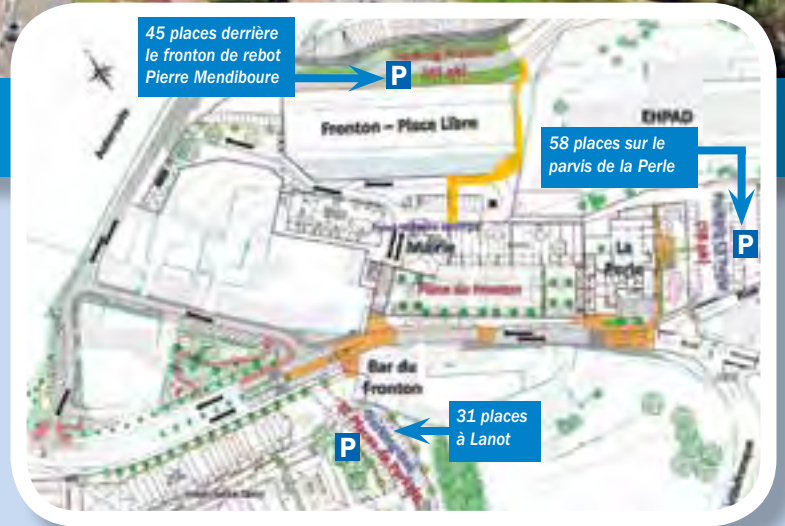 45 places derrière
le fronton de rebot
Pierre Mendiboure
P
Fronton – Place Libre
EHPAD
58 places sur le
parvis de la Perle
P
Autoroute
Mairie
La
Perle
Place du Fronton
Bar du
Fronton
31 places
à Lanot
P